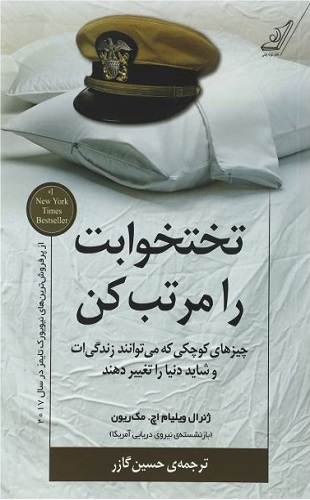 #1
New York
Times
Bestseller
تختخوابت
را مرتب کن
چیزهای کوچکی که می‌توانند زندگی‌ات
و شاید دنیا را تغییر دهند
ژنرال ویلیام اچ. مک‌ریون
(بازنشسته‌ی نیروی دریایی آمریکا)
ترجمه‌ی حسین گازر
از پرفروش‌ترین‌های نیویورک تایمز در سال ۲۰۱۷